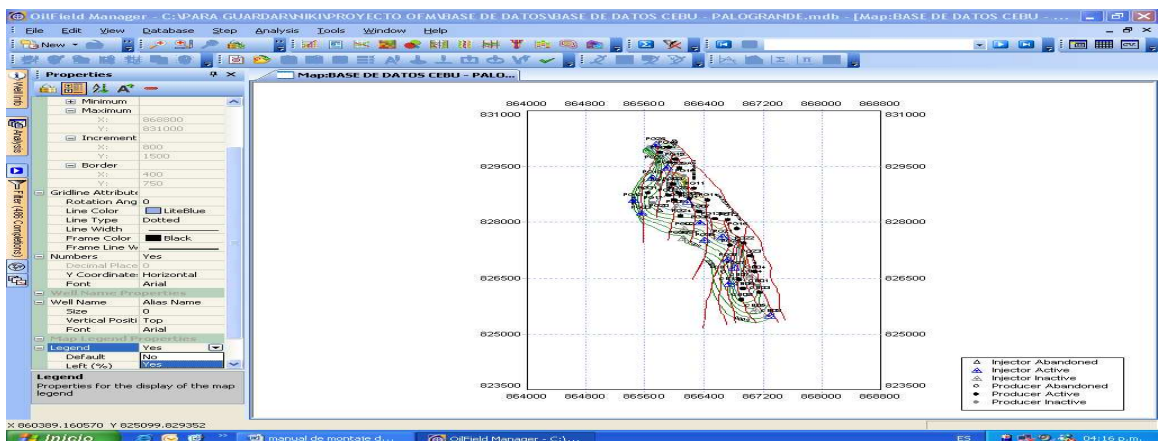 OilField Manager - C:\PARA GUARDAR\NIKI\PROYECTO OFM\BASE DE DATOS\BASE DE DATOS CEBU - PALOGRANDE.mdb - [Map:BASE DE DATOS CEBU - ...
File Edit View Database Step Analysis Tools Window Help
New
Properties
Map:BASE DE DATOS CEBU - PALO...
Well Info
Analysis
Filter (486 Completions)
Minimum
Maximum
X: 868800
Y: 831000
Increment
X: 800
Y: 1500
Border
X: 400
Y: 750
Gridline Attribute
Rotation Ang 0
Line Color LiteBlue
Line Type Dotted
Line Width
Frame Color Black
Frame Line W
Numbers Yes
Decimal Place 0
Y Coordinate Horizontal
Font Arial
Well Name Properties
Well Name Alias Name
Size 0
Vertical Positi Top
Font Arial
Map Legend Properties
Legend Yes
Default No
Left (%) Yes
Legend
Properties for the display of the map
legend
864000 864800 865600 866400 867200 868000 868800
831000 831000
829500 829500
828000 828000
826500 826500
825000 825000
823500 823500
864000 864800 865600 866400 867200 868000 868800
Injector Abandoned
Injector Active
Injector Inactive
Producer Abandoned
Producer Active
Producer Inactive
X 860389.160570 Y 825099.829352
Inicio
manual de montate d...
OilField Manager - C:\...
ES
04:16 p.m.